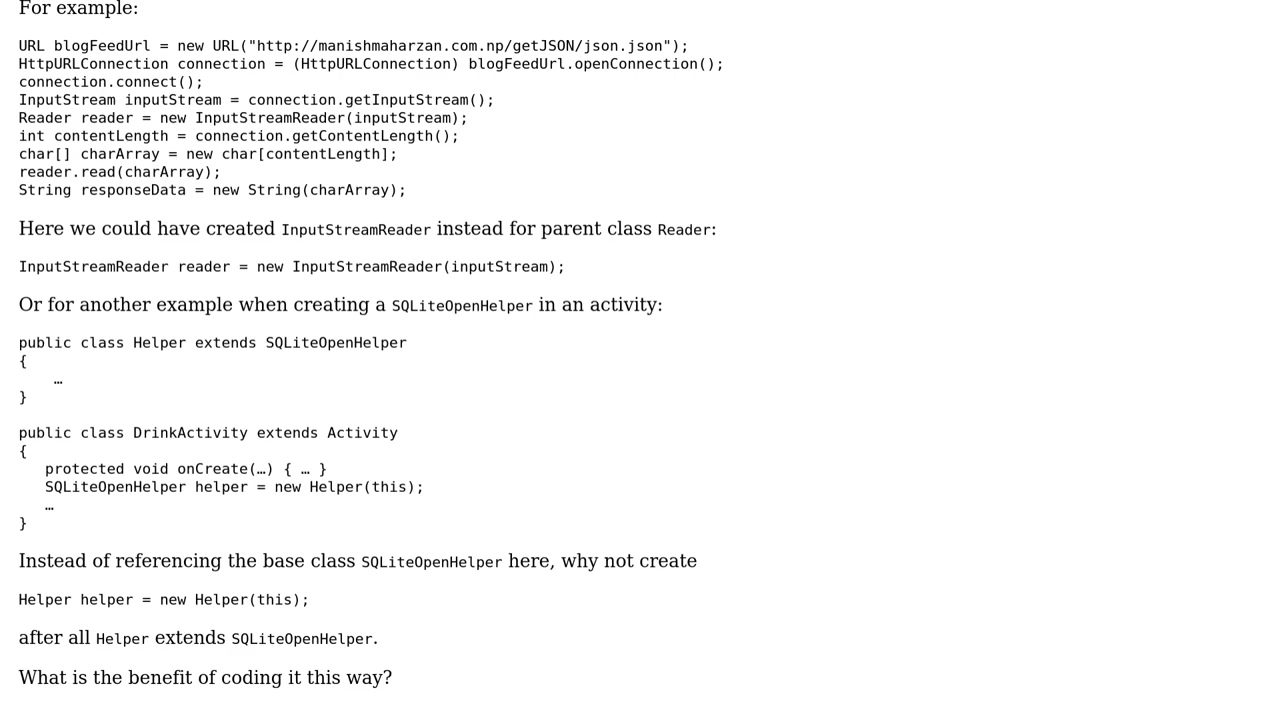 For example:
URL blogFeedUrl = new URL("http://manishmaharzan.com.np/getJSON/json.json");
HttpURLConnection connection = (HttpURLConnection) blogFeedUrl.openConnection();
connection.connect();
InputStream inputStream = connection.getInputStream();
Reader reader = new InputStreamReader(inputStream);
int contentLength = connection.getContentLength();
char[] charArray = new char[contentLength];
reader.read(charArray);
String responseData = new String(charArray);
Here we could have created InputStreamReader instead for parent class Reader:
InputStreamReader reader = new InputStreamReader(inputStream);
Or for another example when creating a SQLiteOpenHelper in an activity:
public class Helper extends SQLiteOpenHelper
{
    …
}
public class DrinkActivity extends Activity
{
   protected void onCreate(…) { … }
   SQLiteOpenHelper helper = new Helper(this);
   …
}
Instead of referencing the base class SQLiteOpenHelper here, why not create
Helper helper = new Helper(this);
after all Helper extends SQLiteOpenHelper.
What is the benefit of coding it this way?